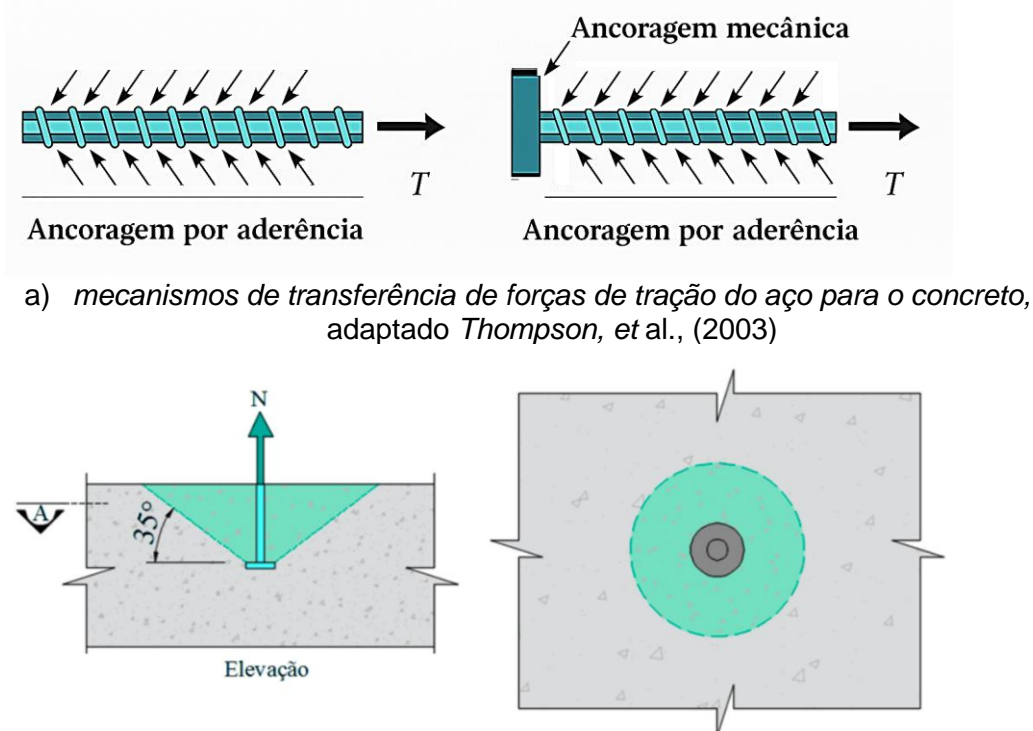 Ancoragem mecânica
T
T
Ancoragem por aderência
Ancoragem por aderência
a) mecanismos de transferência de forças de tração do aço para o concreto,
adaptado Thompson, et al., (2003)
N
A
35°
Elevação